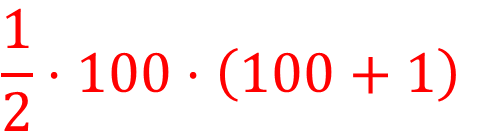 1/2 · 100 · (100 + 1)